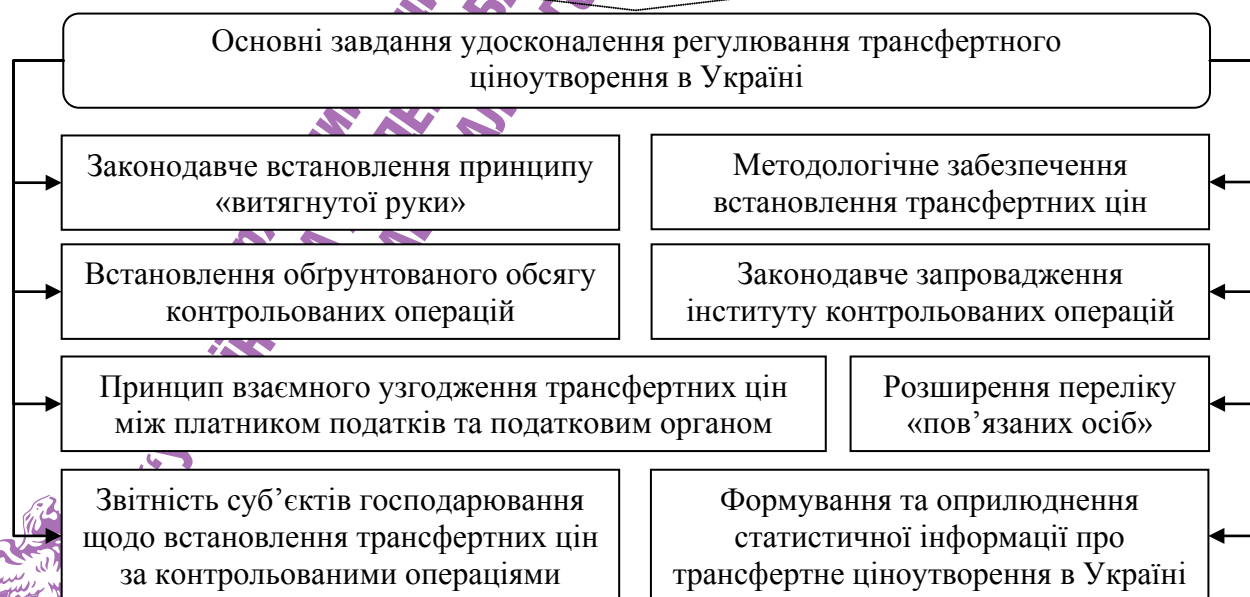 Основні завдання удосконалення регулювання трансфертного
ціноутворення в Україні
Законодавче встановлення принципу
«витягнутої руки»
Методологічне забезпечення
встановлення трансфертних цін
Встановлення обґрунтованого обсягу
контрольованих операцій
Законодавче запровадження
інституту контрольованих операцій
Принцип взаємного узгодження трансфертних цін
між платником податків та податковим органом
Розширення переліку
«пов’язаних осіб»
Звітність суб’єктів господарювання
щодо встановлення трансфертних цін
за контрольованими операціями
Формування та оприлюднення
статистичної інформації про
трансфертне ціноутворення в Україні